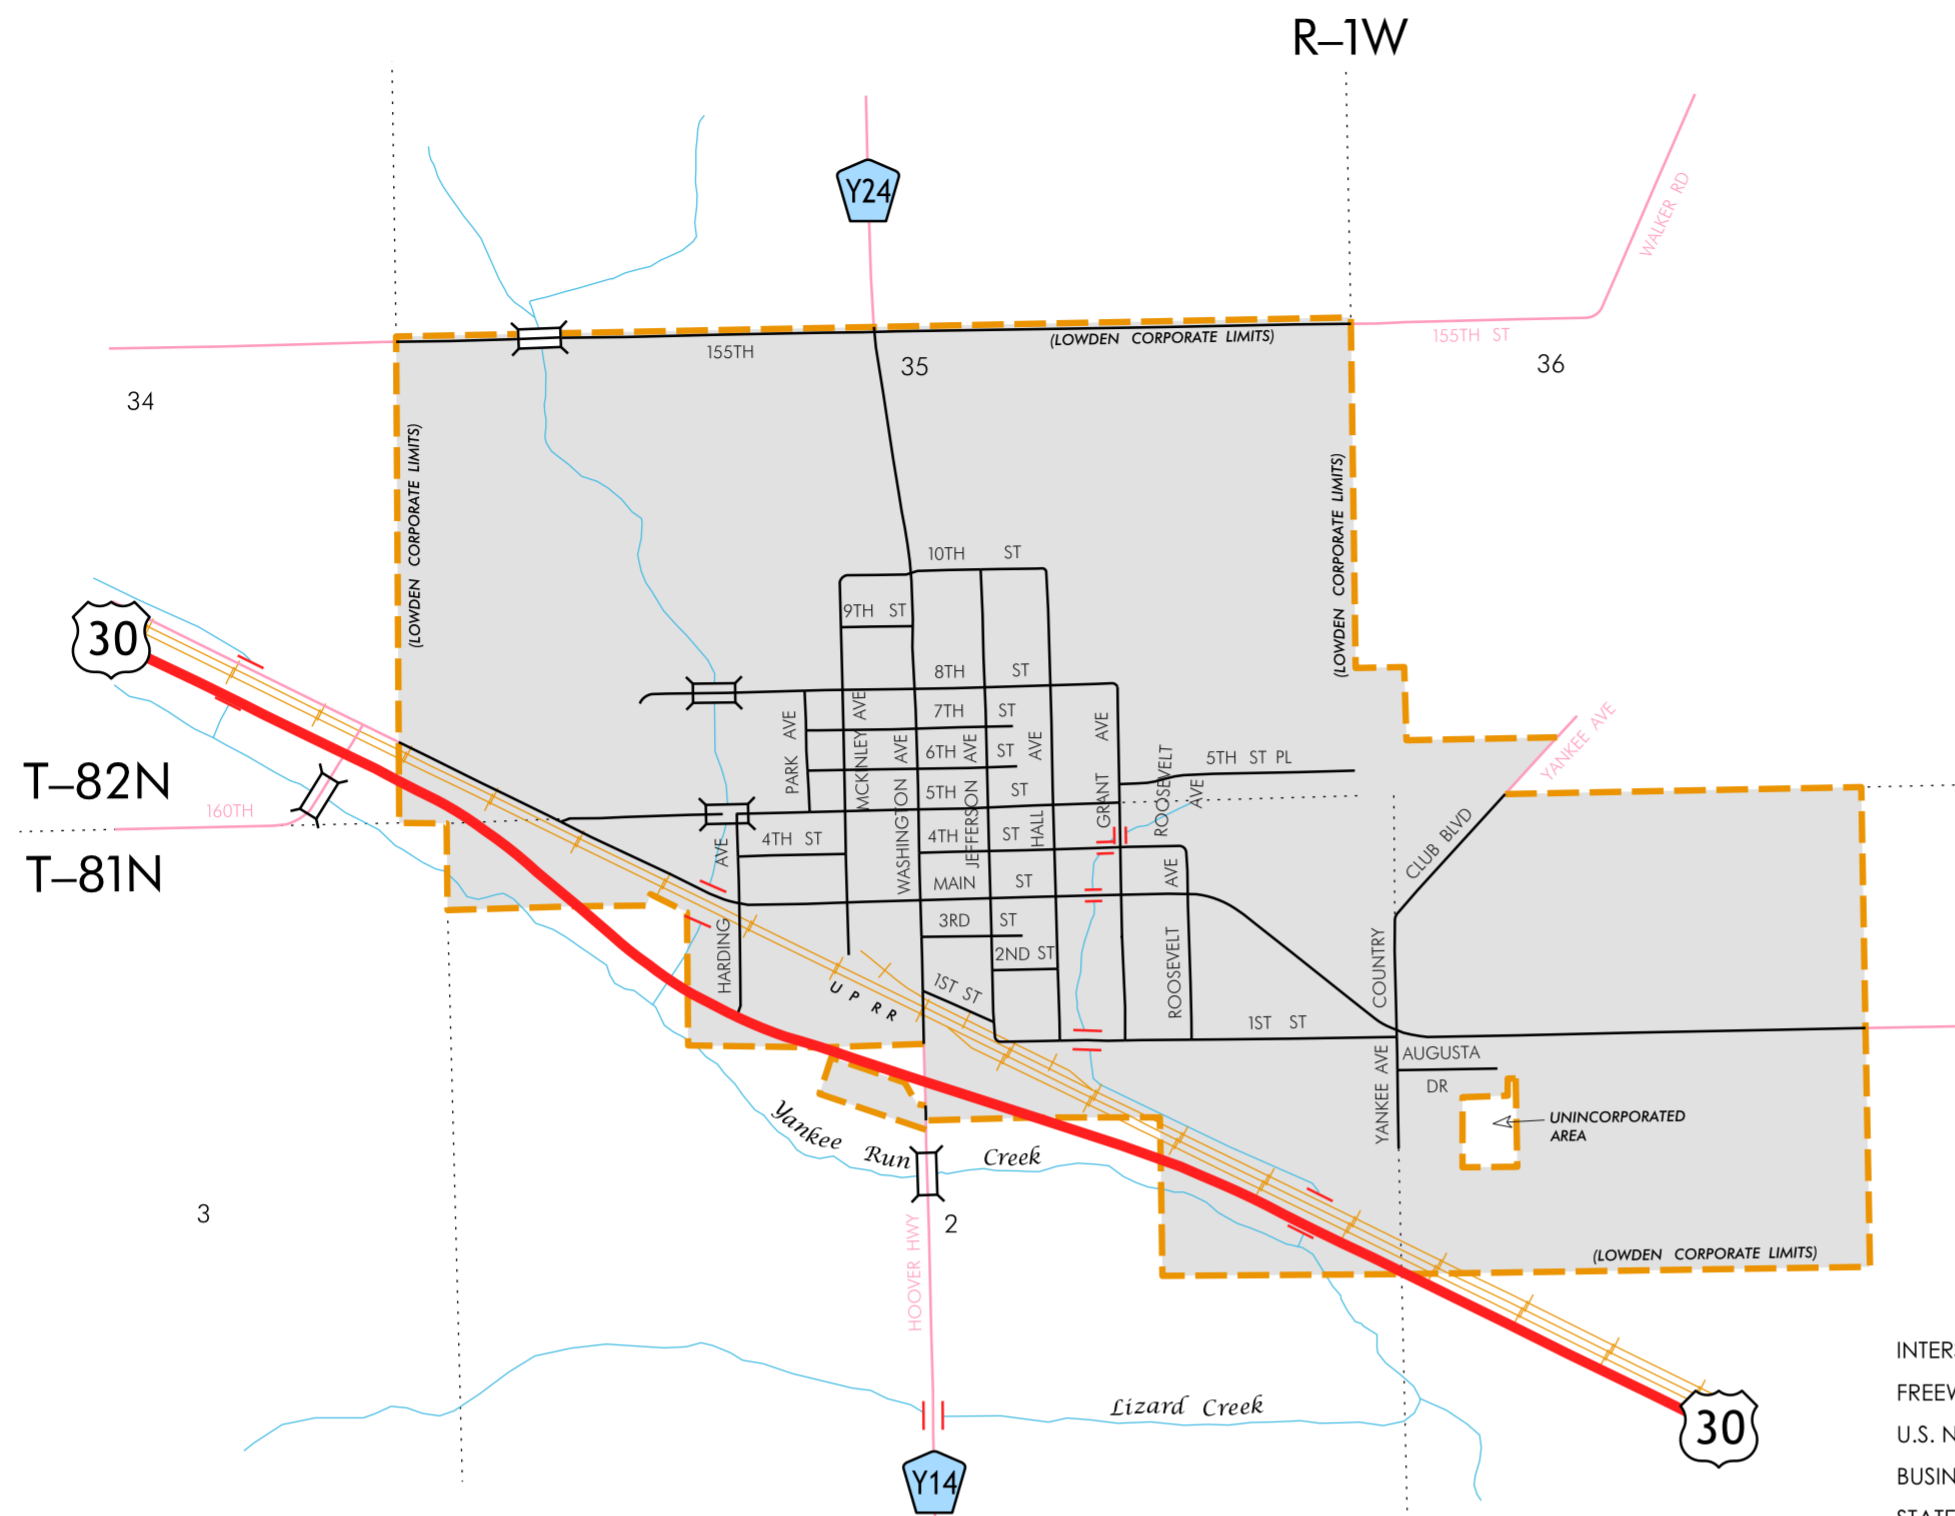 R–1W
Y24
WALKER RD
155TH
(LOWDEN CORPORATE LIMITS)
155TH ST
34
35
36
(LOWDEN CORPORATE LIMITS)
(LOWDEN CORPORATE LIMITS)
10TH ST
9TH ST
30
8TH ST
7TH ST
6TH ST
5TH ST
5TH ST PL
4TH ST
4TH ST
MAIN ST
3RD ST
2ND ST
1ST ST
1ST ST
PARK AVE
MCKINLEY AVE
WASHINGTON AVE
JEFFERSON AVE
HALL AVE
GRANT AVE
ROOSEVELT AVE
ROOSEVELT AVE
HARDING AVE
YANKEE AVE
COUNTRY CLUB BLVD
YANKEE AVE
AUGUSTA DR
T–82N
160TH
T–81N
U P R R
UNINCORPORATED
AREA
Yankee Run Creek
3
2
HOOVER HWY
(LOWDEN CORPORATE LIMITS)
Lizard Creek
Y14
30
INTER
FREEW
U.S. N
BUSIN